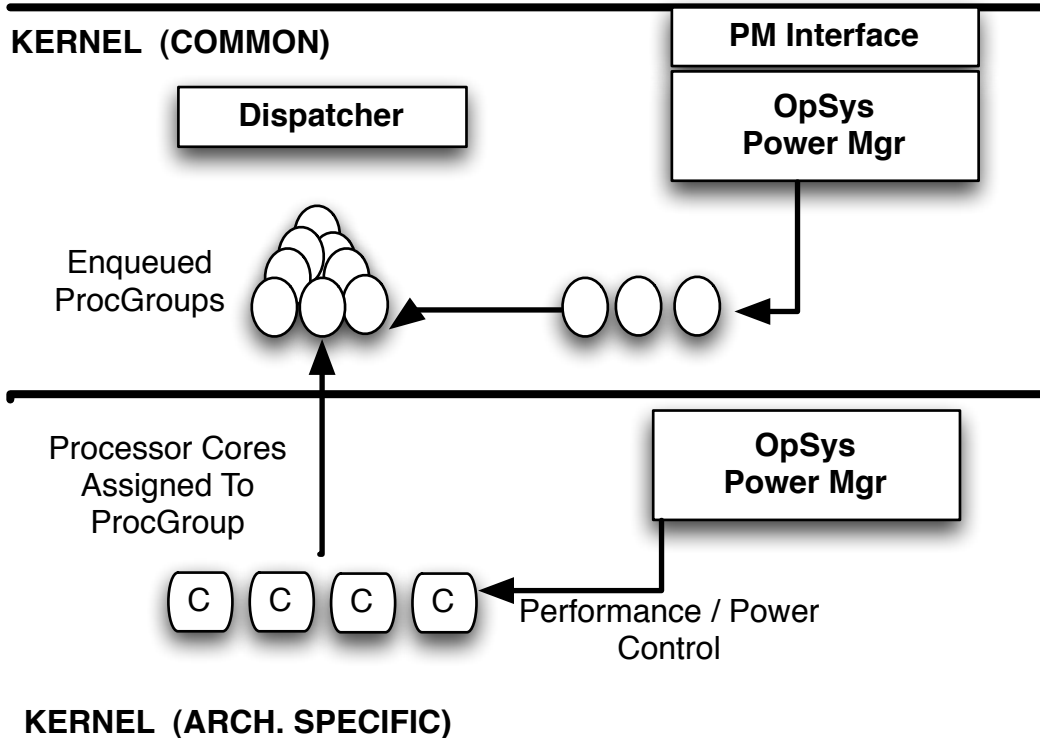 KERNEL (COMMON)
PM Interface
Dispatcher
OpSys
Power Mgr
Enqueued
ProcGroups
Processor Cores
Assigned To
ProcGroup
OpSys
Power Mgr
C C C C
Performance / Power
Control
KERNEL (ARCH. SPECIFIC)